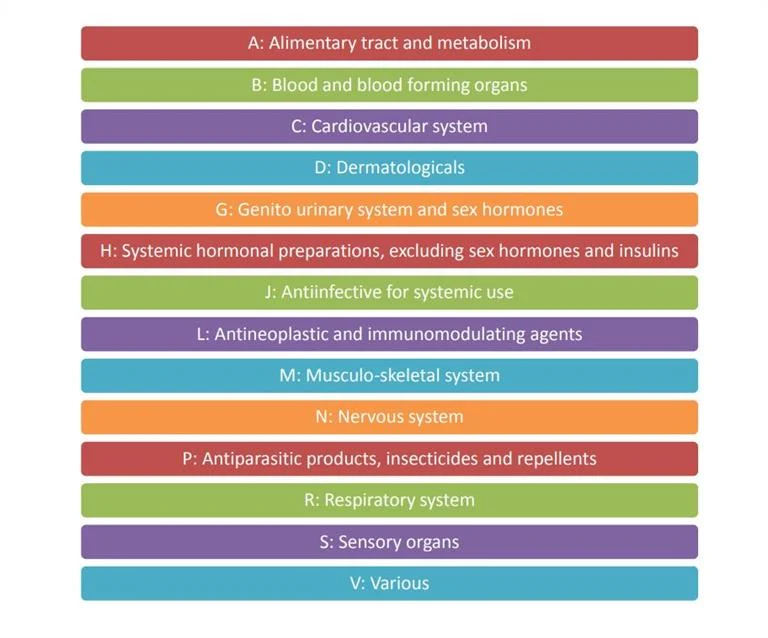 A: Alimentary tract and metabolism
B: Blood and blood forming organs
C: Cardiovascular system
D: Dermatologicals
G: Genito urinary system and sex hormones
H: Systemic hormonal preparations, excluding sex hormones and insulins
J: Antiinfective for systemic use
L: Antineoplastic and immunomodulating agents
M: Musculo-skeletal system
N: Nervous system
P: Antiparasitic products, insecticides and repellents
R: Respiratory system
S: Sensory organs
V: Various